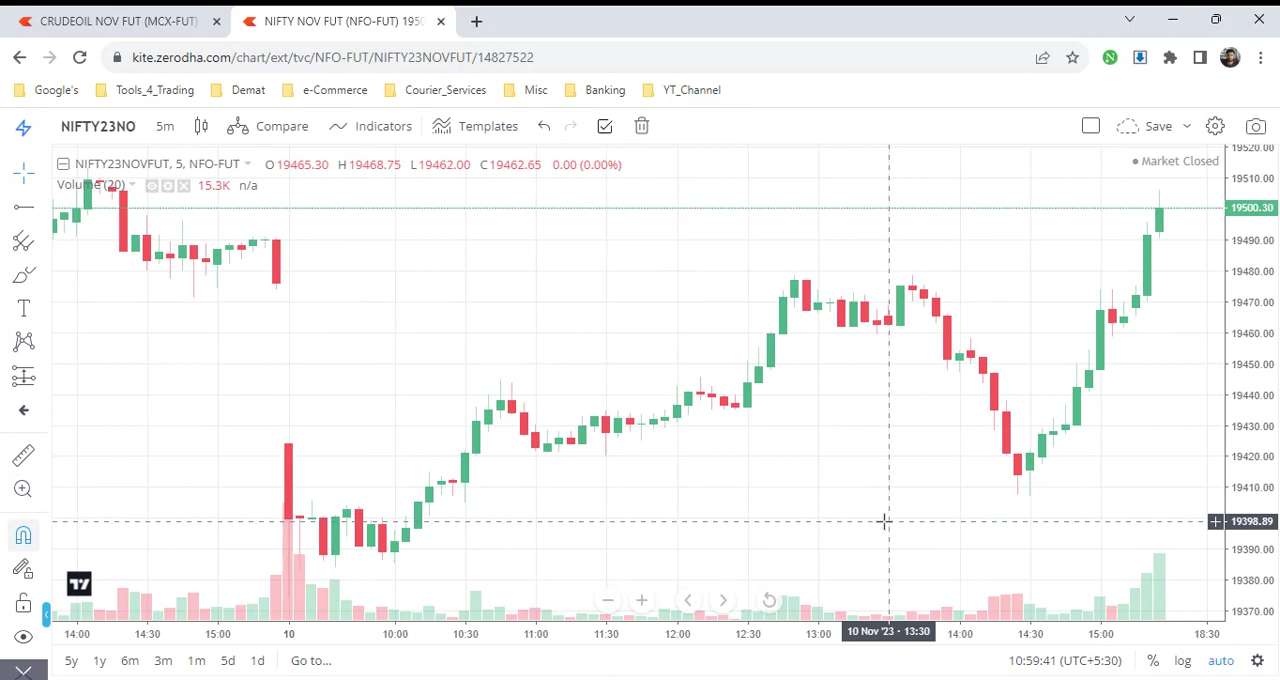 CRUDEOIL NOV FUT (MCX-FUT)
NIFTY NOV FUT (NFO-FUT) 1950
kite.zerodha.com/chart/ext/tvc/NFO-FUT/NIFTY23NOVFUT/14827522
Google's Tools_4_Trading Demat e-Commerce Courier_Services Misc Banking YT_Channel
NIFTY23NO 5m Compare Indicators Templates Save
NIFTY23NOVFUT, 5, NFO-FUT O19465.30 H19468.75 L19462.00 C19462.65 0.00 (0.00%)
Market Closed
Volume (20) 15.3K n/a
19520.00
19510.00
19500.30
19490.00
19480.00
19470.00
19460.00
19450.00
19440.00
19430.00
19420.00
19410.00
19398.89
19390.00
19380.00
19370.00
14:00 14:30 15:00 10 10:00 10:30 11:00 11:30 12:00 12:30 13:00 10 Nov '23 · 13:30 14:00 14:30 15:00 18:30
5y 1y 6m 3m 1m 5d 1d Go to... 10:59:41 (UTC+5:30) % log auto